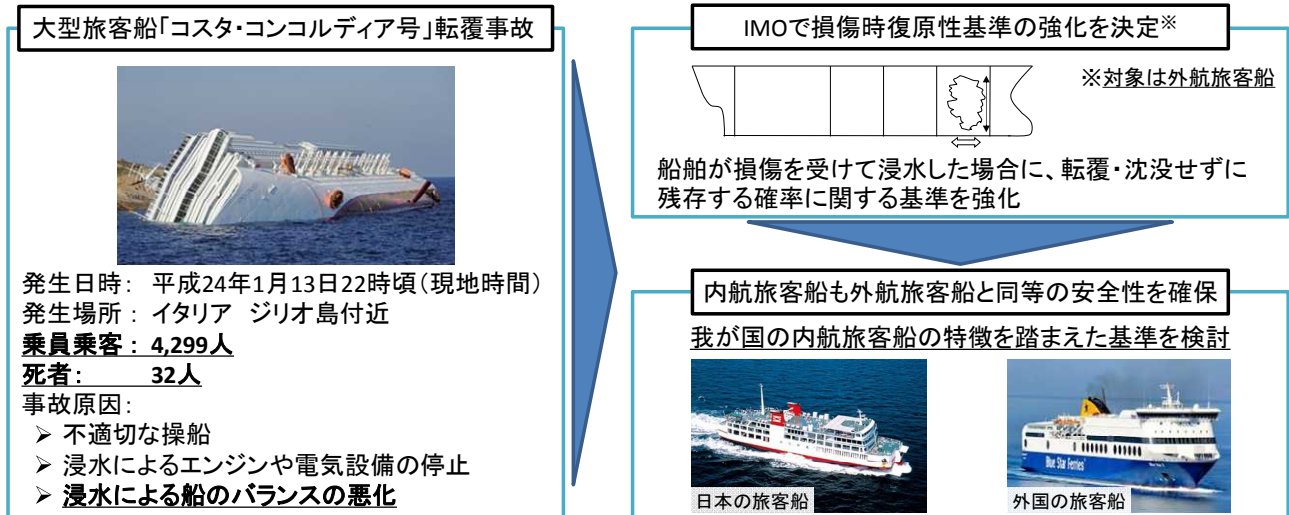 大型旅客船「コスタ・コンコルディア号」転覆事故
発生日時： 平成24年1月13日22時頃（現地時間）
発生場所： イタリア ジリオ島付近
乗員乗客： 4,299人
死者： 32人
事故原因：
➢ 不適切な操船
➢ 浸水によるエンジンや電気設備の停止
➢ 浸水による船のバランスの悪化
IMOで損傷時復原性基準の強化を決定※
※対象は外航旅客船
船舶が損傷を受けて浸水した場合に、転覆・沈没せずに
残存する確率に関する基準を強化
内航旅客船も外航旅客船と同等の安全性を確保
我が国の内航旅客船の特徴を踏まえた基準を検討
日本の旅客船
Blue Star Ferries
外国の旅客船